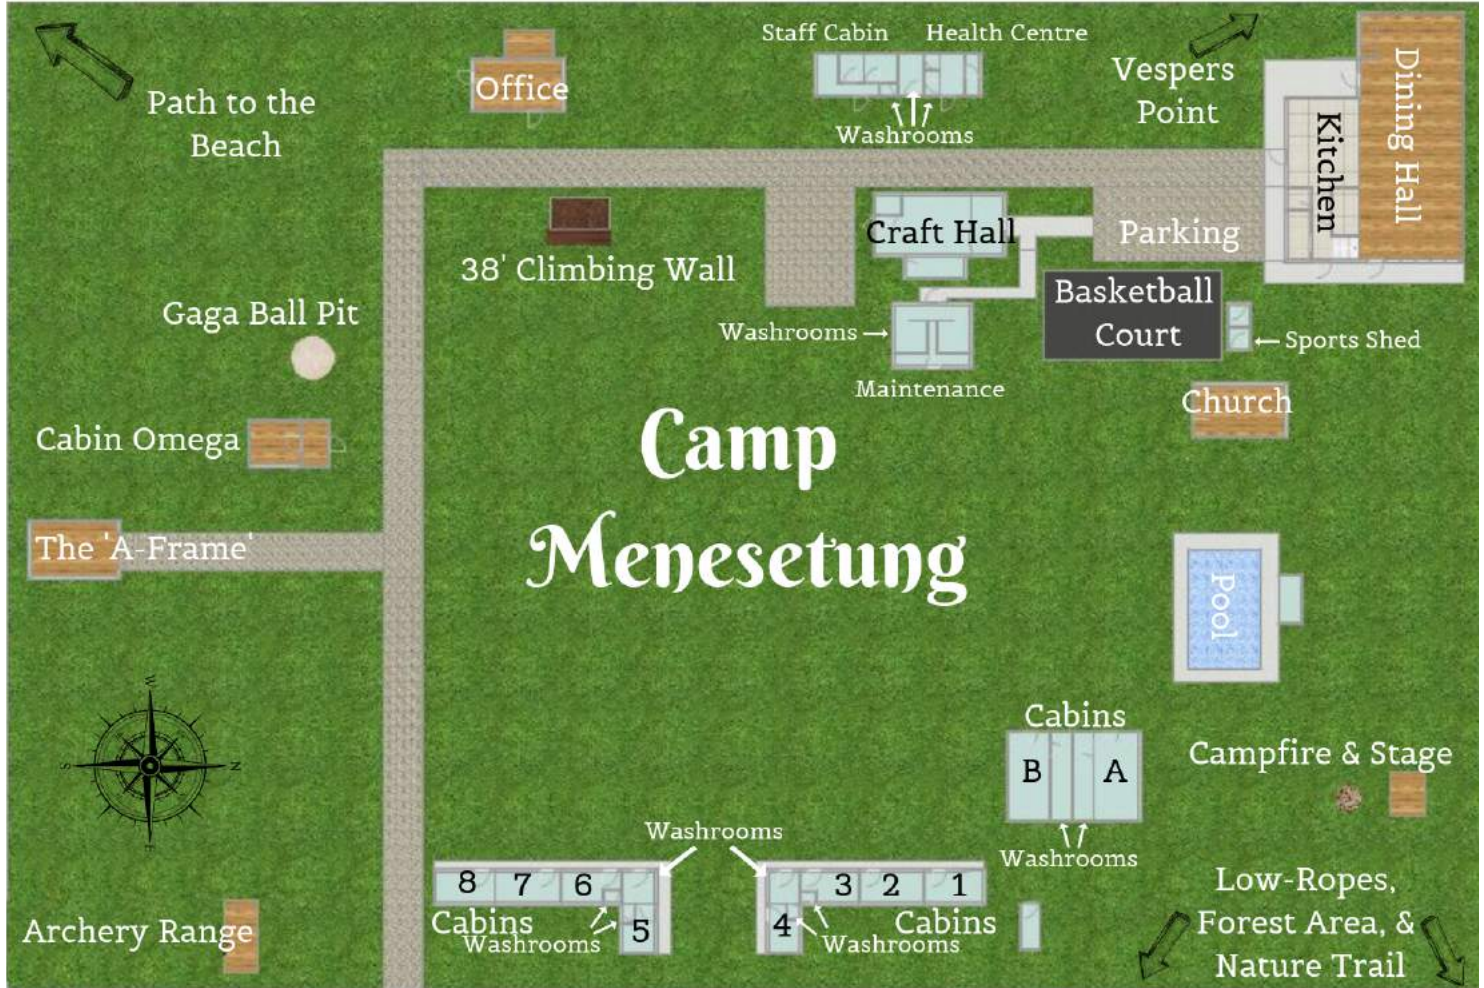 Staff Cabin
Health Centre
Path to the
Beach
Office
Washrooms
Vespers
Point
Dining Hall
Kitchen
Craft Hall
Parking
38' Climbing Wall
Gaga Ball Pit
Washrooms
Maintenance
Basketball
Court
Sports Shed
Church
Cabin Omega
Camp
Menesetung
The 'A-Frame'
Pool
W
S
N
E
Cabins
B
A
Washrooms
Campfire & Stage
Washrooms
8
7
6
5
Cabins
Washrooms
3
2
1
4
Cabins
Washrooms
Archery Range
Low-Ropes,
Forest Area, &
Nature Trail